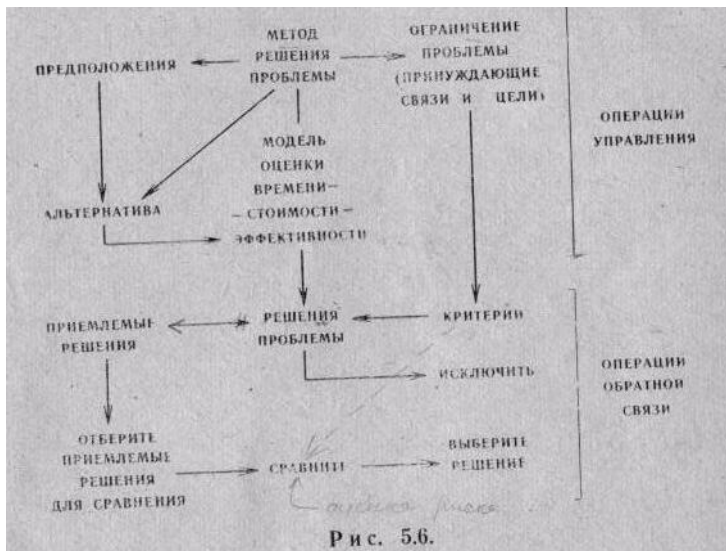 МЕТОД
РЕШЕНИЯ
ПРОБЛЕМЫ
ПРЕДПОЛОЖЕНИЯ
ОГРАНИЧЕНИЕ
ПРОБЛЕМЫ
(ПРИНУЖДАЮЩИЕ
СВЯЗИ И ЦЕЛИ)
ОПЕРАЦИИ
УПРАВЛЕНИЯ
МОДЕЛЬ
ОЦЕНКИ
ВРЕМЕНИ—
—СТОИМОСТИ—
ЭФФЕКТИВНОСТИ
АЛЬТЕРНАТИВА
ПРИЕМЛЕМЫЕ
РЕШЕНИЯ
РЕШЕНИЯ
ПРОБЛЕМЫ
КРИТЕРИИ
ИСКЛЮЧИТЬ
ОПЕРАЦИИ
ОБРАТНОЙ
СВЯЗИ
ОТБЕРИТЕ
ПРИЕМЛЕМЫЕ
РЕШЕНИЯ
ДЛЯ СРАВНЕНИЯ
СРАВНИТЕ
ВЫБЕРИТЕ
РЕШЕНИЕ
оценка риска
Рис. 5.6.